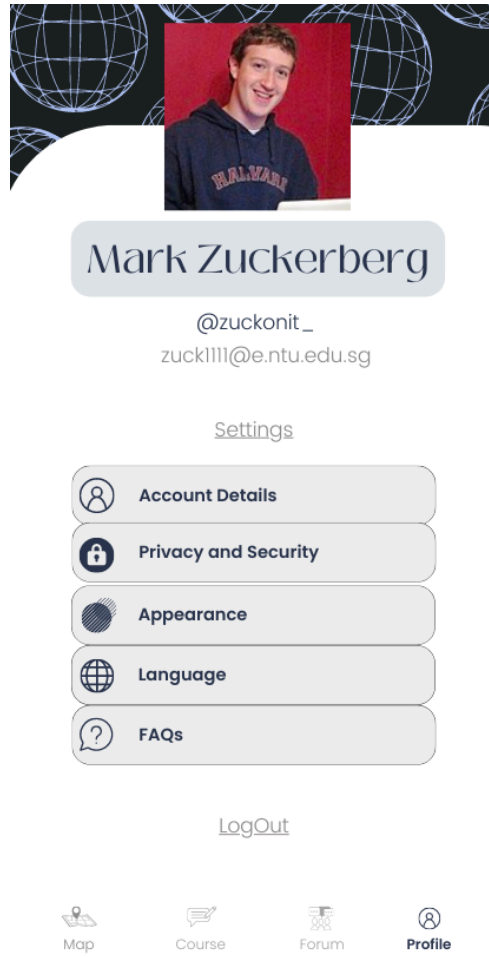 HARVARD
Mark Zuckerberg
@zuckonit_
zuck1111@e.ntu.edu.sg
Settings
Account Details
Privacy and Security
Appearance
Language
FAQs
LogOut
Map Course Forum Profile